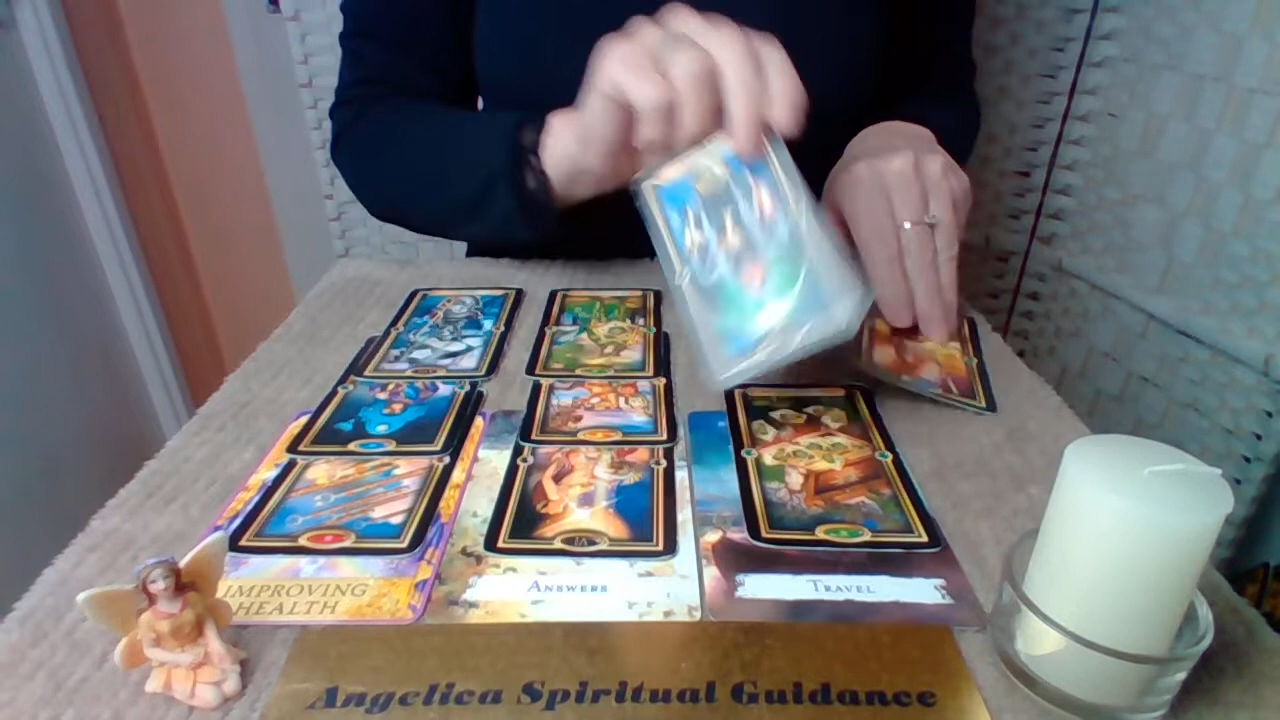 IMPROVING
HEALTH
Answers
Travel
Angelica Spiritual Guidance